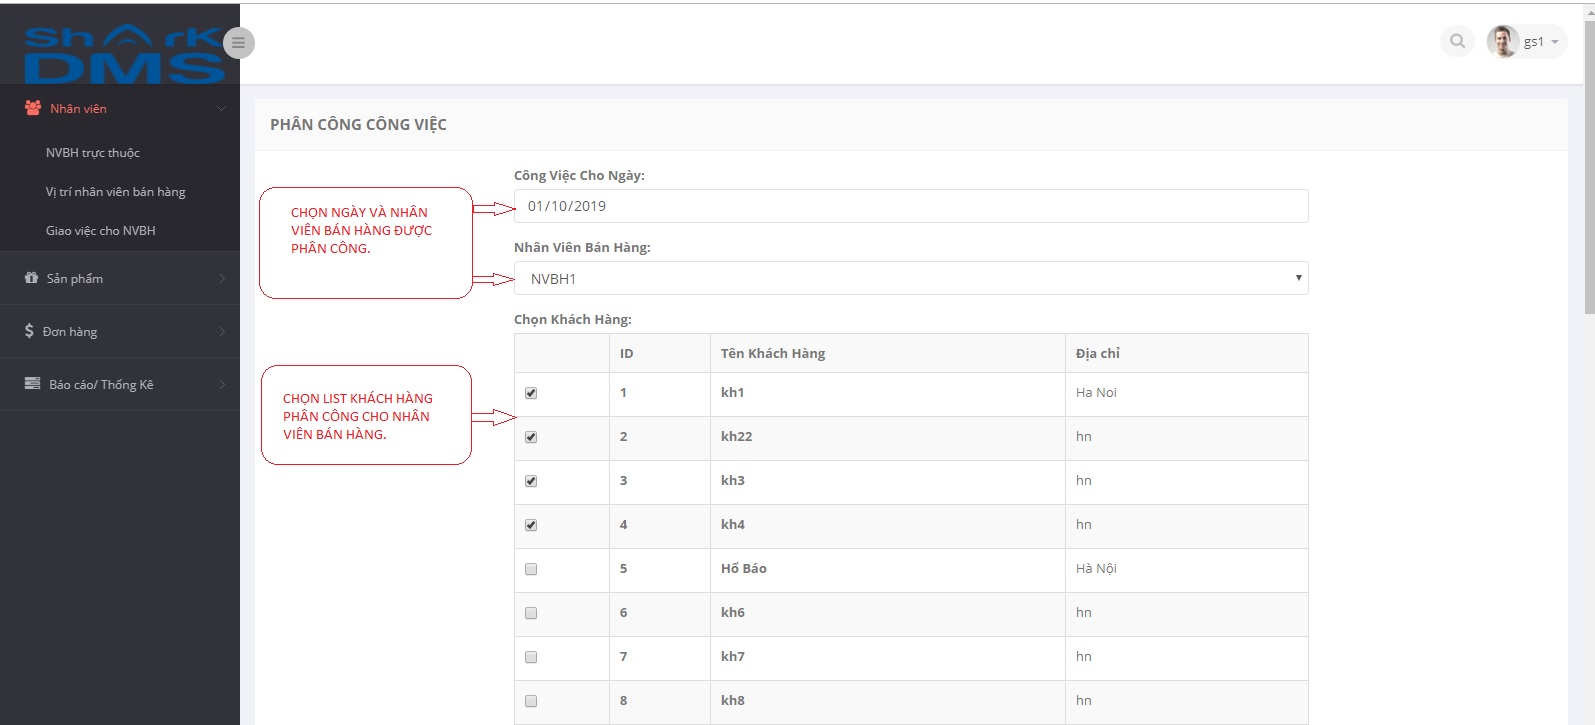 Shark
DMS
gs1
Nhân viên
NVBH trực thuộc
Vị trí nhân viên bán hàng
Giao việc cho NVBH
Sản phẩm
Đơn hàng
Báo cáo/ Thống Kê
PHÂN CÔNG CÔNG VIỆC
Công Việc Cho Ngày:
01/10/2019
CHỌN NGÀY VÀ NHÂN
VIÊN BÁN HÀNG ĐƯỢC
PHÂN CÔNG.
Nhân Viên Bán Hàng:
NVBH1
Chọn Khách Hàng:
CHỌN LIST KHÁCH HÀNG
PHÂN CÔNG CHO NHÂN
VIÊN BÁN HÀNG.
ID Tên Khách Hàng Địa chỉ
1 kh1 Ha Noi
2 kh22 hn
3 kh3 hn
4 kh4 hn
5 Hổ Báo Hà Nội
6 kh6 hn
7 kh7 hn
8 kh8 hn